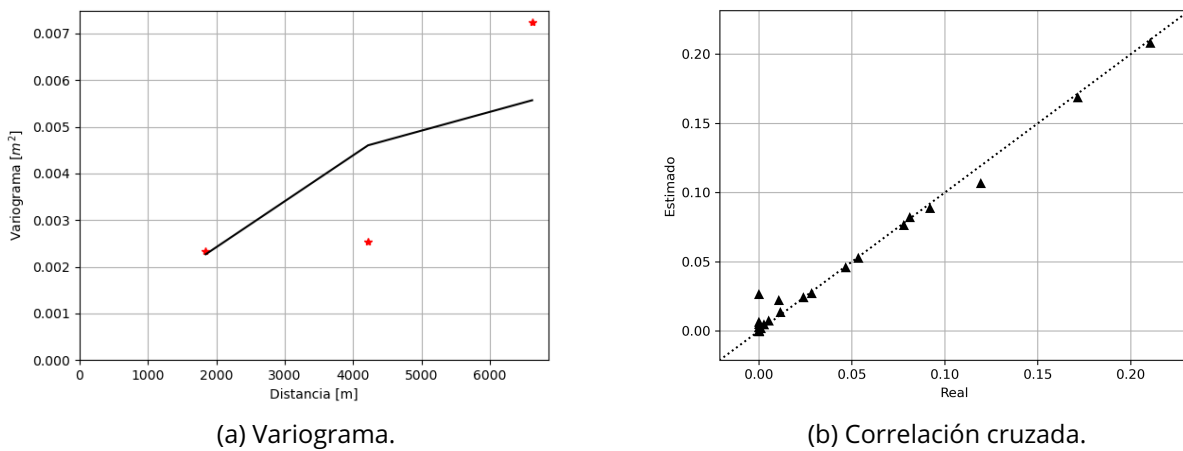 0.007
0.006
0.005
0.004
0.003
0.002
0.001
0.000
Variograma [m²]
0 1000 2000 3000 4000 5000 6000
Distancia [m]
(a) Variograma.
0.20
0.15
0.10
0.05
0.00
Estimado
0.00 0.05 0.10 0.15 0.20
Real
(b) Correlación cruzada.